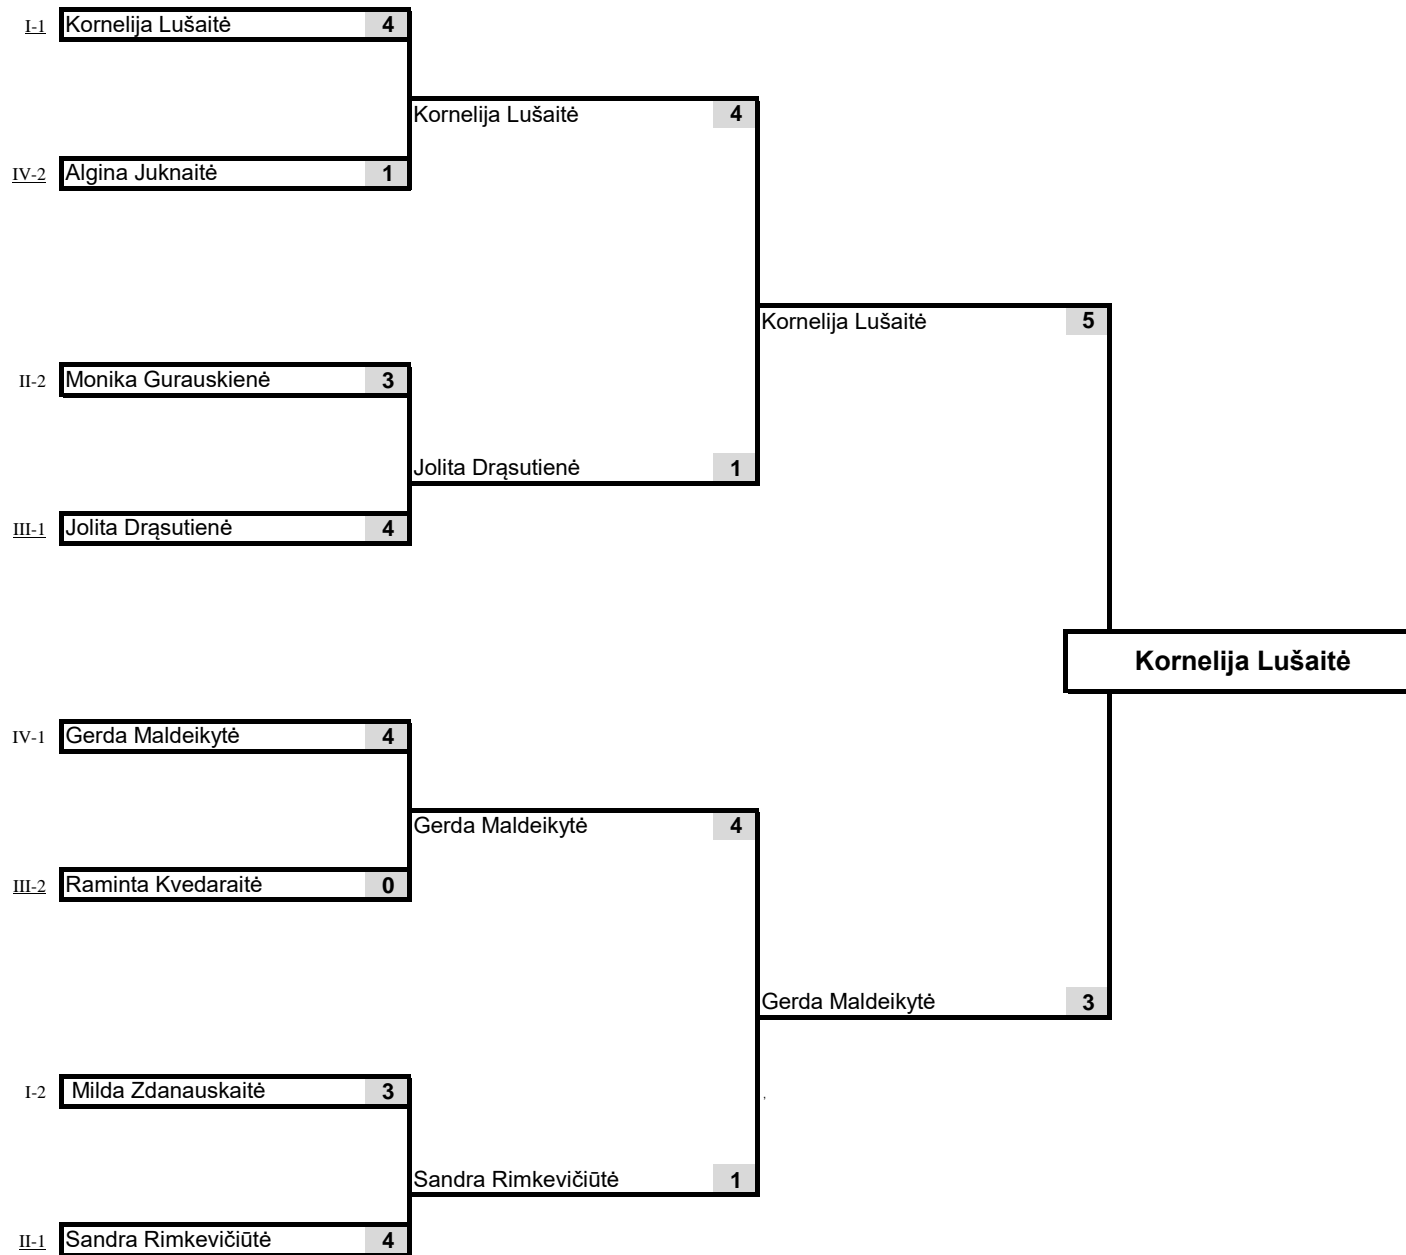 I-1 Kornelija Lušaitė 4
Kornelija Lušaitė 4
IV-2 Algina Juknaitė 1
Kornelija Lušaitė 5
II-2 Monika Gurauskienė 3
Jolita Drąsutienė 1
III-1 Jolita Drąsutienė 4
Kornelija Lušaitė
IV-1 Gerda Maldeikytė 4
Gerda Maldeikytė 4
III-2 Raminta Kvedaraitė 0
Gerda Maldeikytė 3
I-2 Milda Zdanauskaitė 3 ,
Sandra Rimkevičiūtė 1
II-1 Sandra Rimkevičiūtė 4